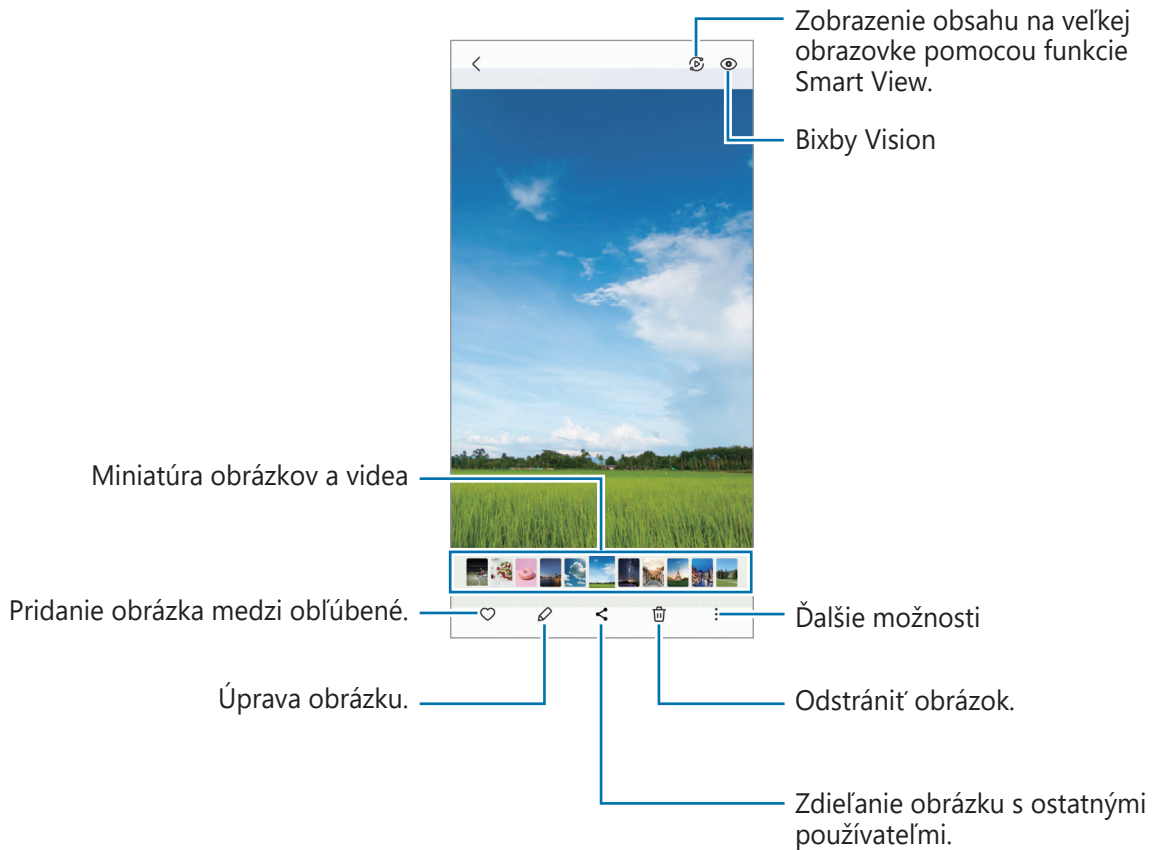 Zobrazenie obsahu na veľkej
obrazovke pomocou funkcie
Smart View.
Bixby Vision
Miniatúra obrázkov a videa
Pridanie obrázka medzi obľúbené.
Ďalšie možnosti
Úprava obrázku.
Odstrániť obrázok.
Zdieľanie obrázku s ostatnými
používateľmi.